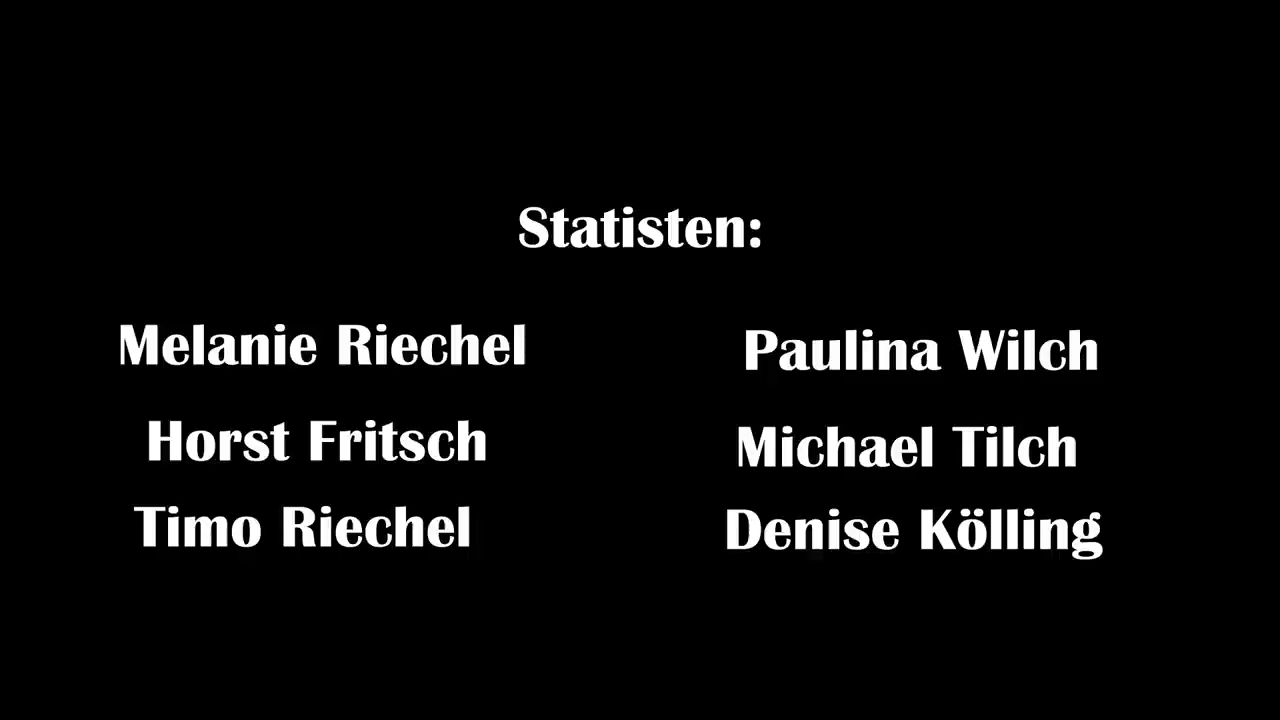 Statisten:
Melanie Riechel
Paulina Wilch
Horst Fritsch
Michael Tilch
Timo Riechel
Denise Kölling